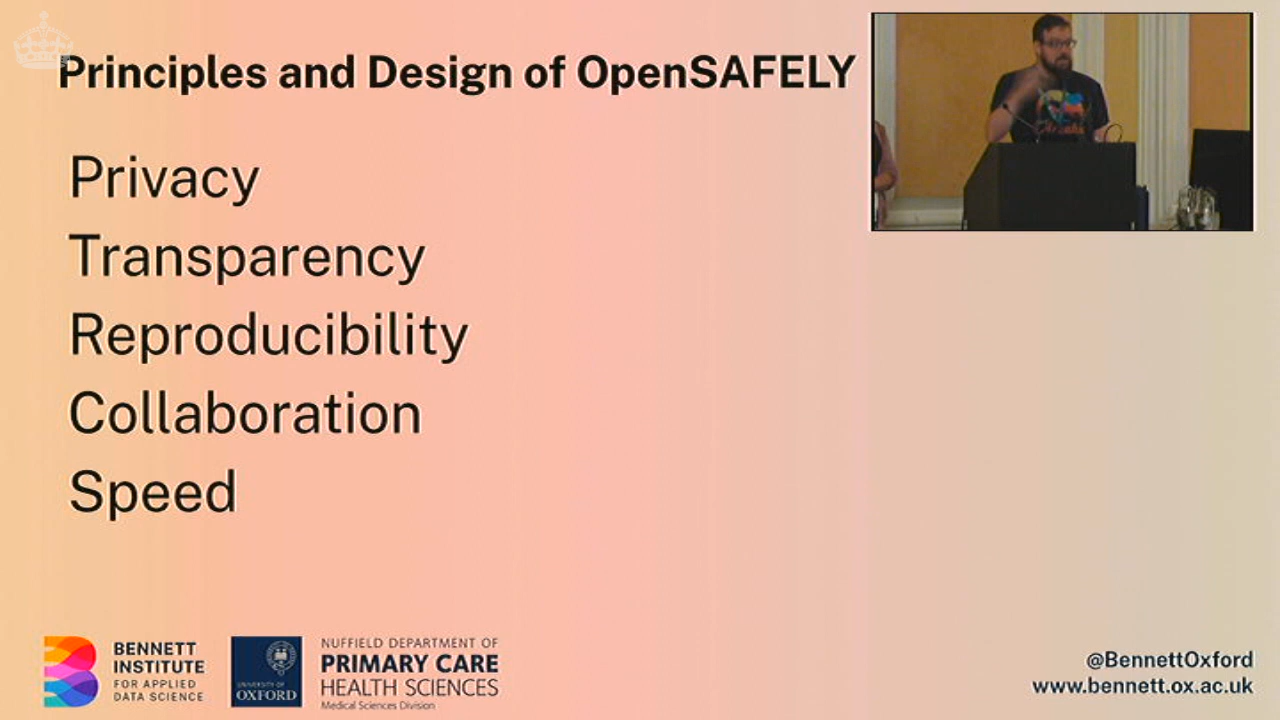 Principles and Design of OpenSAFELY
Privacy
Transparency
Reproducibility
Collaboration
Speed
BENNETT
INSTITUTE
FOR APPLIED
DATA SCIENCE
UNIVERSITY OF
OXFORD
NUFFIELD DEPARTMENT OF
PRIMARY CARE
HEALTH SCIENCES
Medical Sciences Division
@BennettOxford
www.bennett.ox.ac.uk